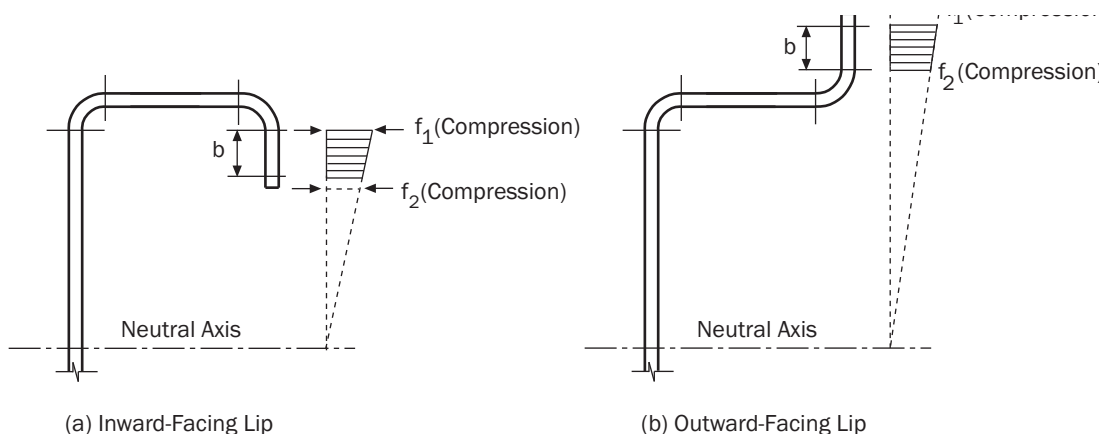 b
f1(Compression)
f2(Compression)
Neutral Axis
(a) Inward-Facing Lip
b
f2(Compression)
Neutral Axis
(b) Outward-Facing Lip